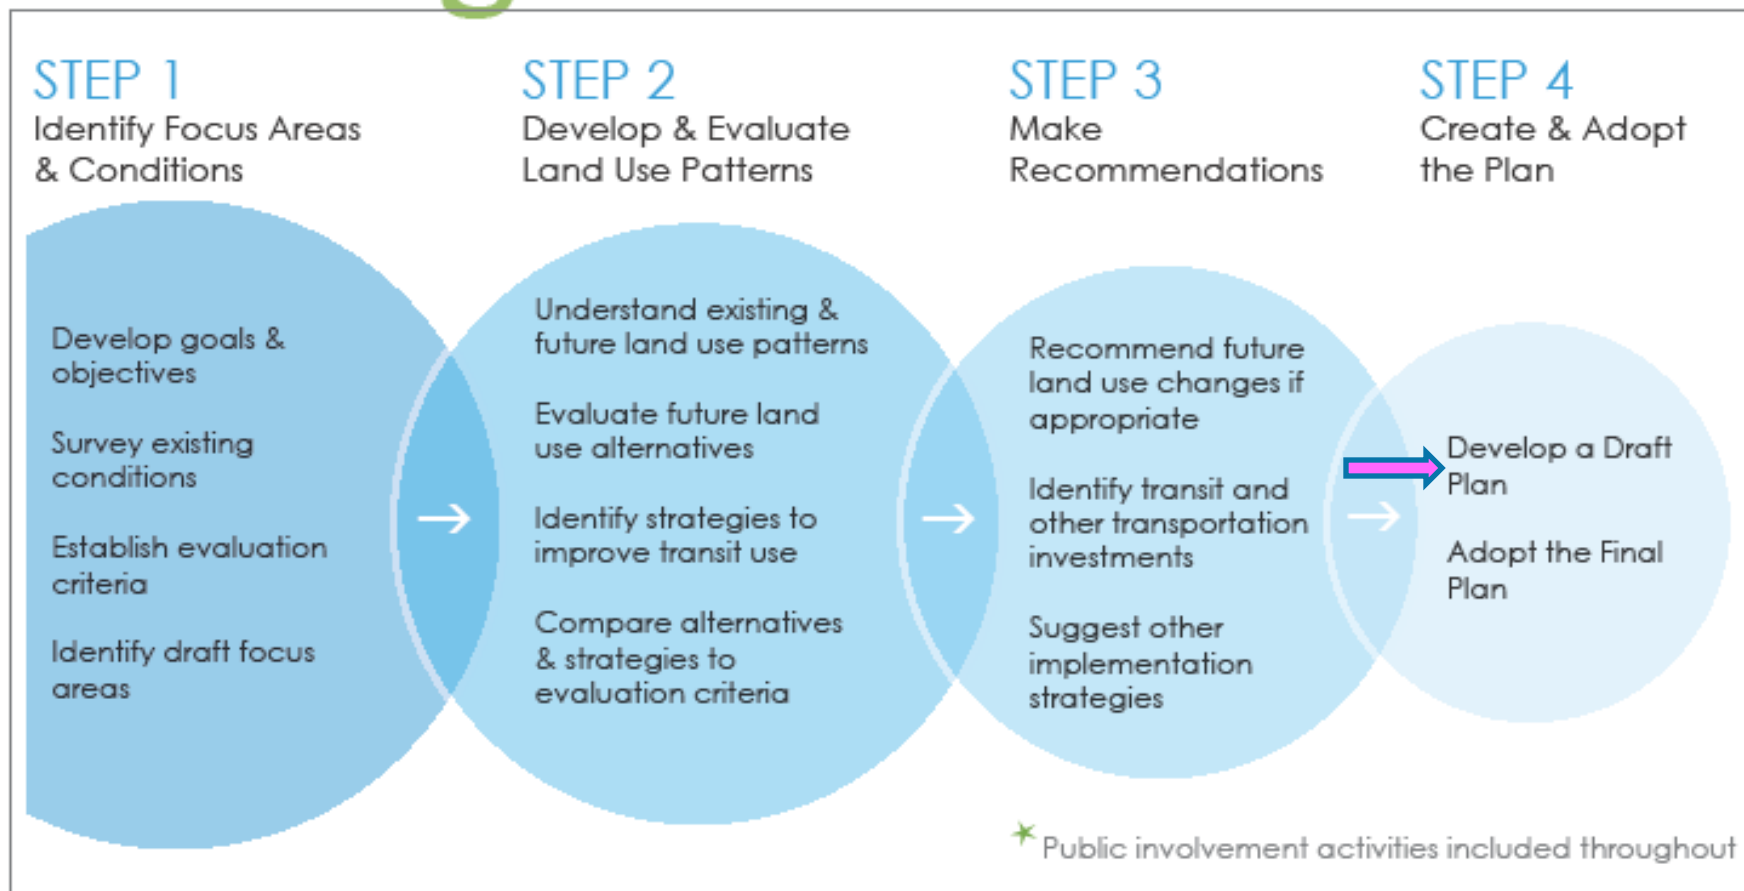 STEP 1
Identify Focus Areas
& Conditions
Develop goals &
objectives
Survey existing
conditions
Establish evaluation
criteria
Identify draft focus
areas
STEP 2
Develop & Evaluate
Land Use Patterns
Understand existing &
future land use patterns
Evaluate future land
use alternatives
Identify strategies to
improve transit use
Compare alternatives
& strategies to
evaluation criteria
STEP 3
Make
Recommendations
Recommend future
land use changes if
appropriate
Identify transit and
other transportation
investments
Suggest other
implementation
strategies
STEP 4
Create & Adopt
the Plan
Develop a Draft
Plan
Adopt the Final
Plan
Public involvement activities included throughout